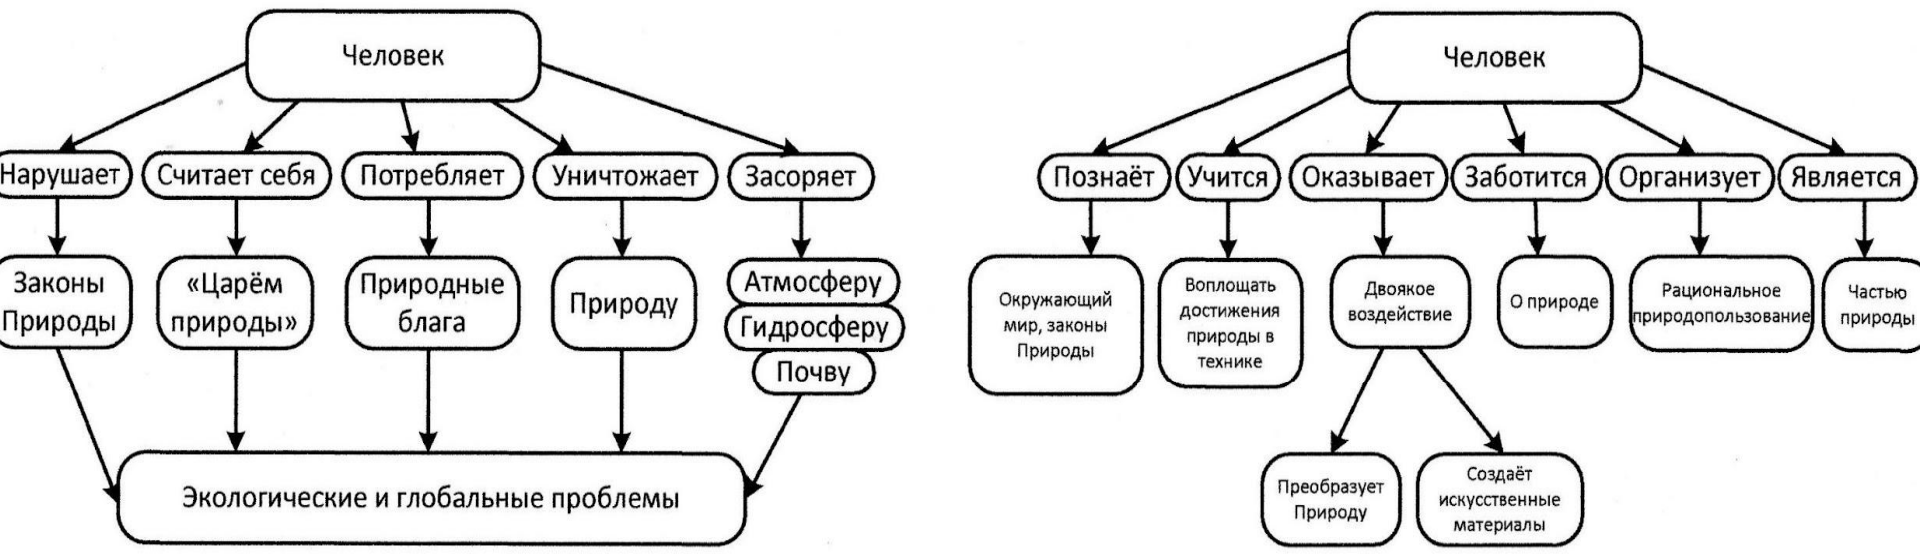 Человек
Нарушает
Считает себя
Потребляет
Уничтожает
Засоряет
Законы
Природы
«Царём
природы»
Природные
блага
Природу
Атмосферу
Гидросферу
Почву
Экологические и глобальные проблемы
Человек
Познаёт
Учится
Оказывает
Заботится
Организует
Является
Окружающий
мир, законы
Природы
Воплощать
достижения
природы в
технике
Двоякое
воздействие
О природе
Рациональное
природопользование
Частью
природы
Преобразует
Природу
Создаёт
искусственные
материалы